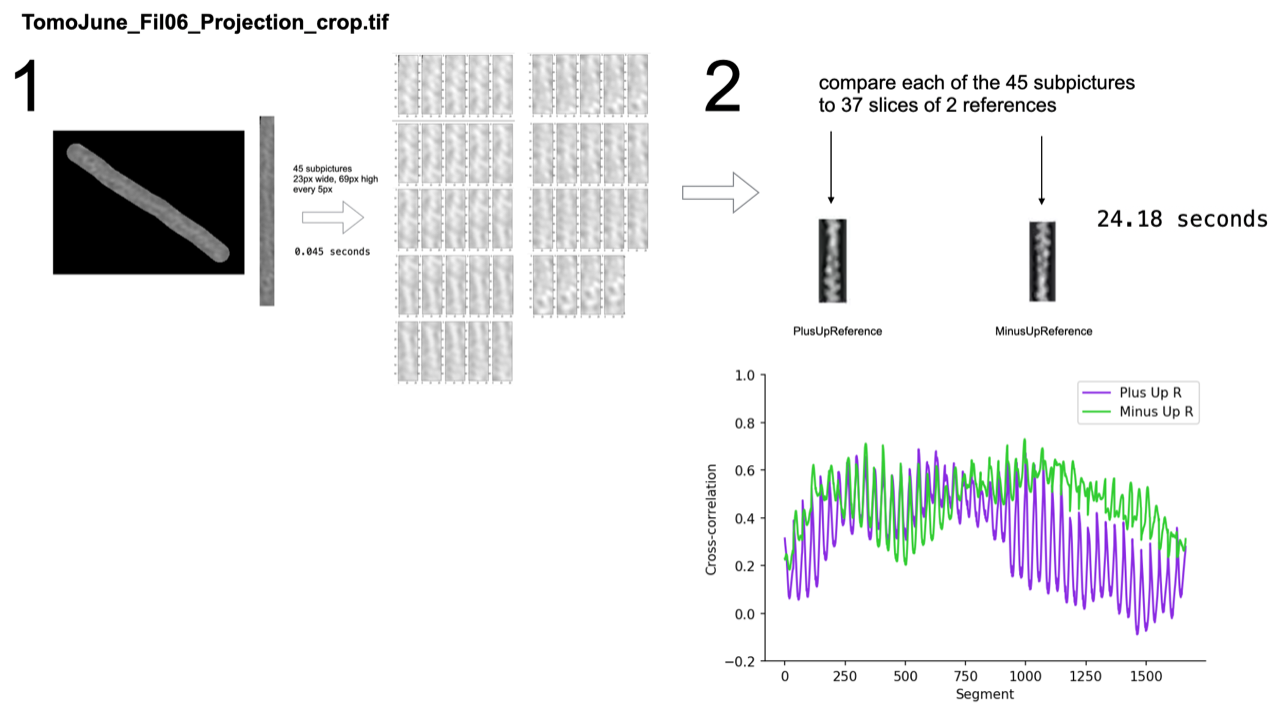 TomoJune_Fil06_Projection_crop.tif
1
45 subpictures
23px wide, 69px high
every 5px
0.045 seconds
2
compare each of the 45 subpictures
to 37 slices of 2 references
24.18 seconds
PlusUpReference
MinusUpReference
Plus Up R
Minus Up R
Cross-correlation
1.0
0.8
0.6
0.4
0.2
0.0
−0.2
0 250 500 750 1000 1250 1500
Segment